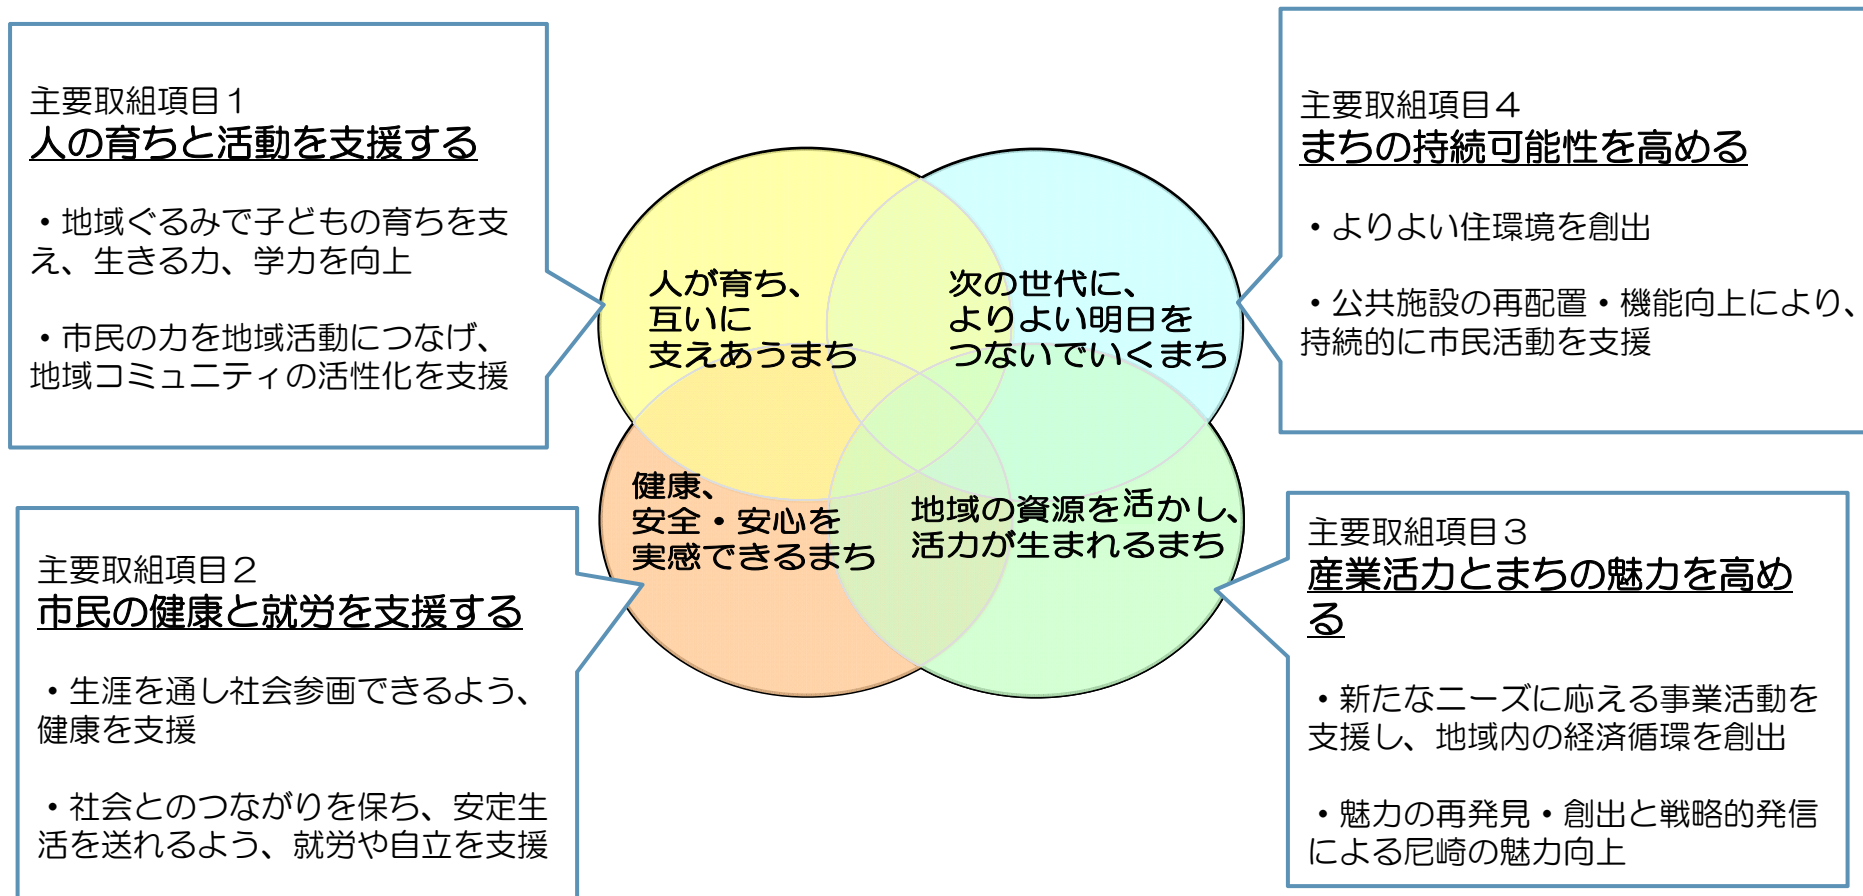 主要取組項目１
人の育ちと活動を支援する
・地域ぐるみで子どもの育ちを支
え、生きる力、学力を向上
・市民の力を地域活動につなげ、
地域コミュニティの活性化を支援
主要取組項目４
まちの持続可能性を高める
・よりよい住環境を創出
・公共施設の再配置・機能向上により、
持続的に市民活動を支援
人が育ち、
互いに
支えあうまち
次の世代に、
よりよい明日を
つないでいくまち
健康、
安全・安心を
実感できるまち
地域の資源を活かし、
活力が生まれるまち
主要取組項目２
市民の健康と就労を支援する
・生涯を通し社会参画できるよう、
健康を支援
・社会とのつながりを保ち、安定生
活を送れるよう、就労や自立を支援
主要取組項目３
産業活力とまちの魅力を高め
る
・新たなニーズに応える事業活動を
支援し、地域内の経済循環を創出
・魅力の再発見・創出と戦略的発信
による尼崎の魅力向上